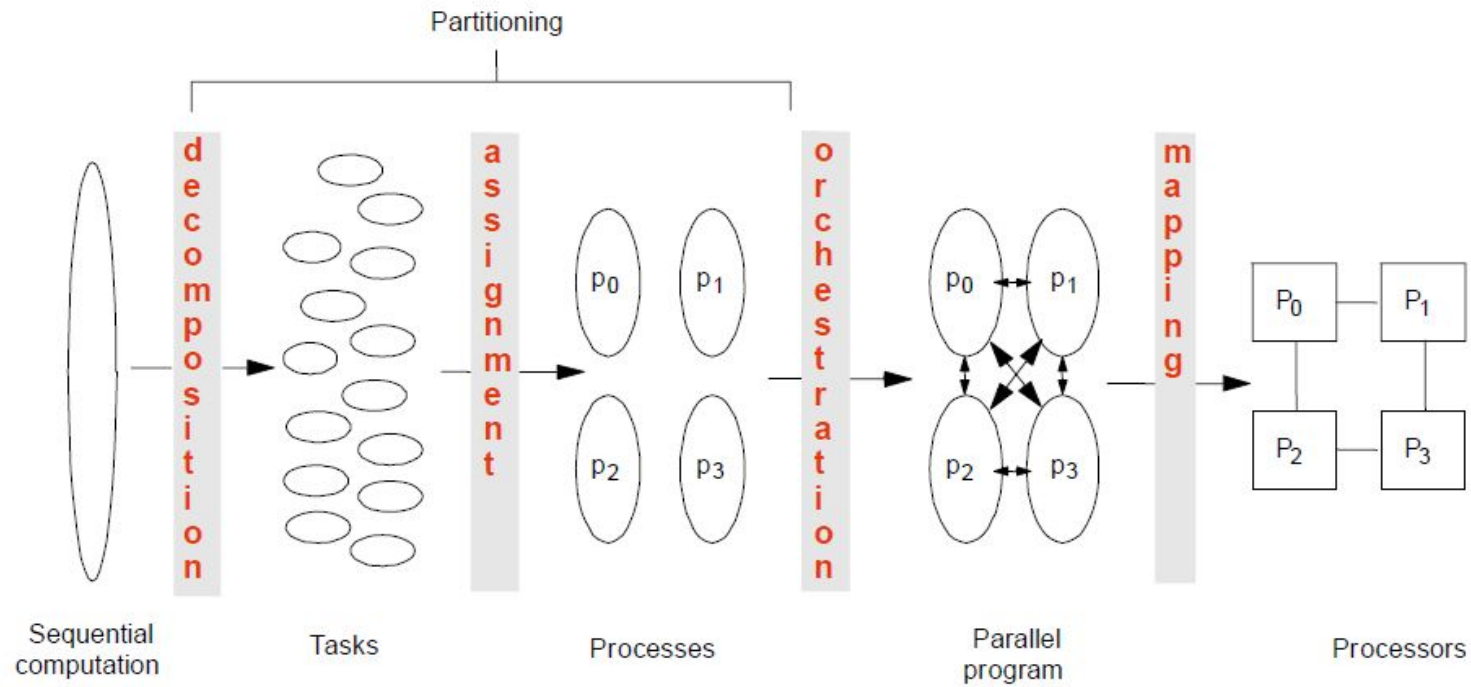 Partitioning
decomposition
assignment
orchestration
mapping
p0
p1
p2
p3
p0
p1
p2
p3
P0
P1
P2
P3
Sequential
computation
Tasks
Processes
Parallel
program
Processors